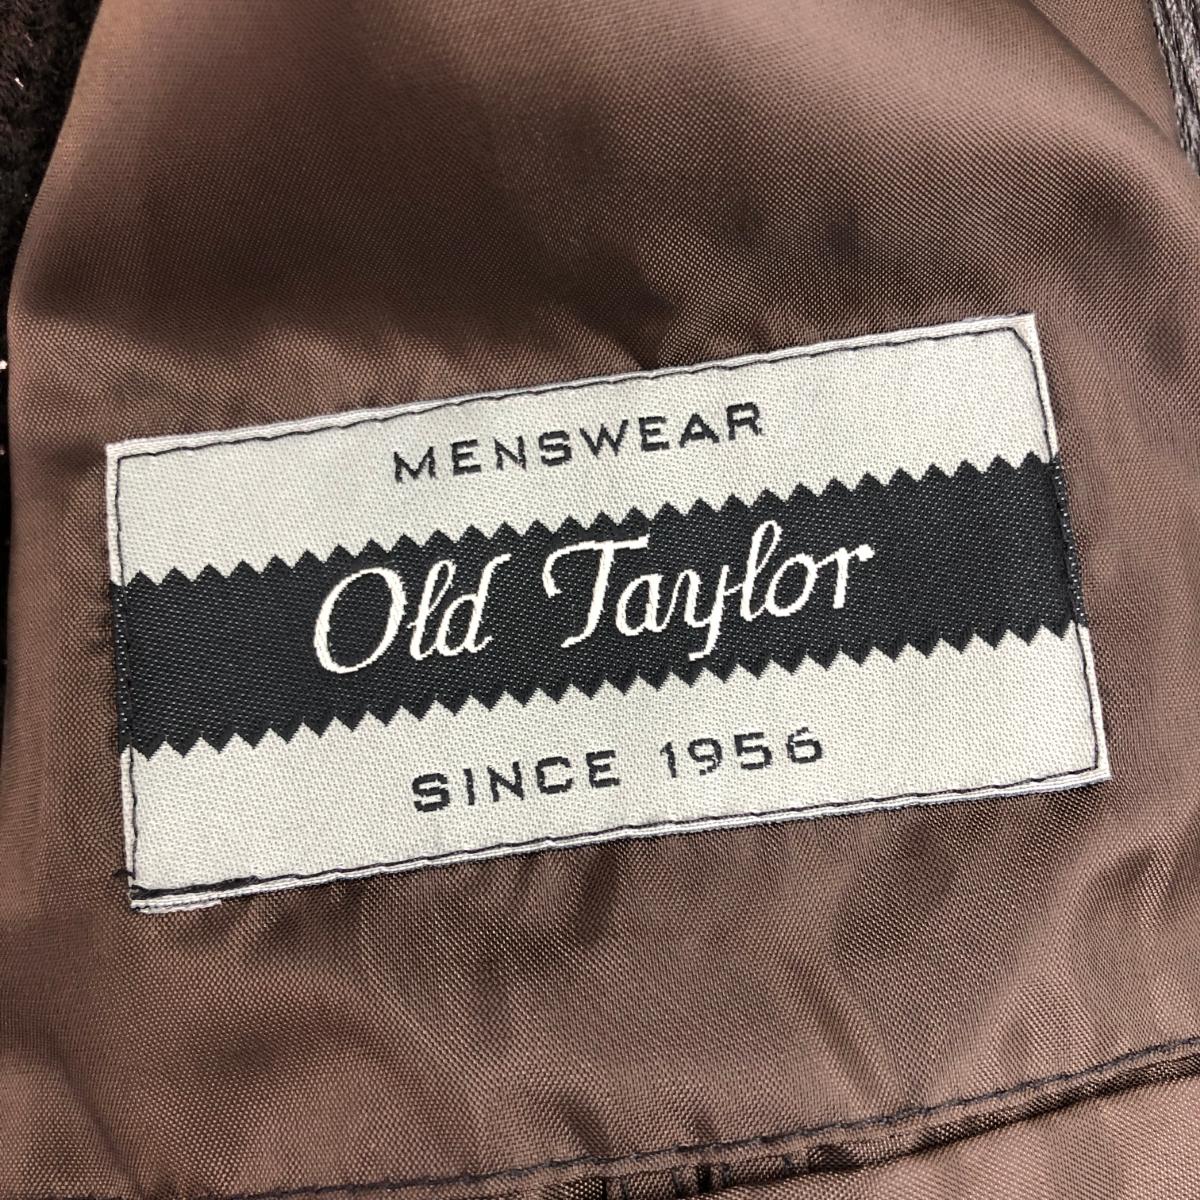 MENSWEAR
Old Taylor
SINCE 1956